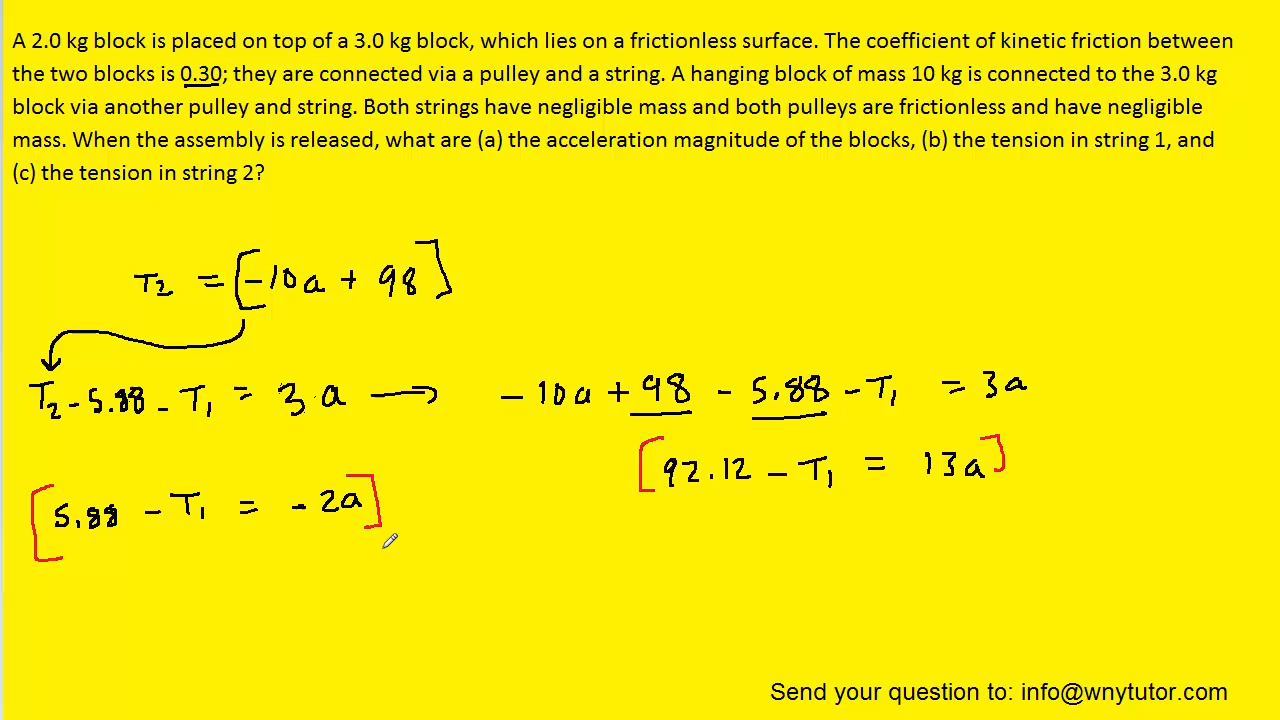 A 2.0 kg block is placed on top of a 3.0 kg block, which lies on a frictionless surface. The coefficient of kinetic friction between
the two blocks is 0.30; they are connected via a pulley and a string. A hanging block of mass 10 kg is connected to the 3.0 kg
block via another pulley and string. Both strings have negligible mass and both pulleys are frictionless and have negligible
mass. When the assembly is released, what are (a) the acceleration magnitude of the blocks, (b) the tension in string 1, and
(c) the tension in string 2?
T₂ = [-10a + 98]
T₂ - 5.88 - T₁ = 3a → -10a + 98 - 5.88 - T₁ = 3a
[92.12 - T₁ = 13a]
[5.88 - T₁ = -2a]
Send your question to: info@wnytutor.com